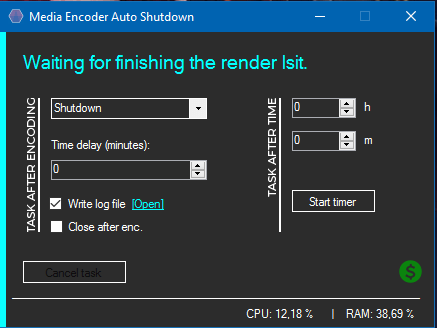 Media Encoder Auto Shutdown
Waiting for finishing the render lsit.
TASK AFTER ENCODING
Shutdown
Time delay (minutes):
0
Write log file [Open]
Close after enc.
TASK AFTER TIME
0 h
0 m
Start timer
Cancel task
$
CPU: 12,18 % | RAM: 38,69 %